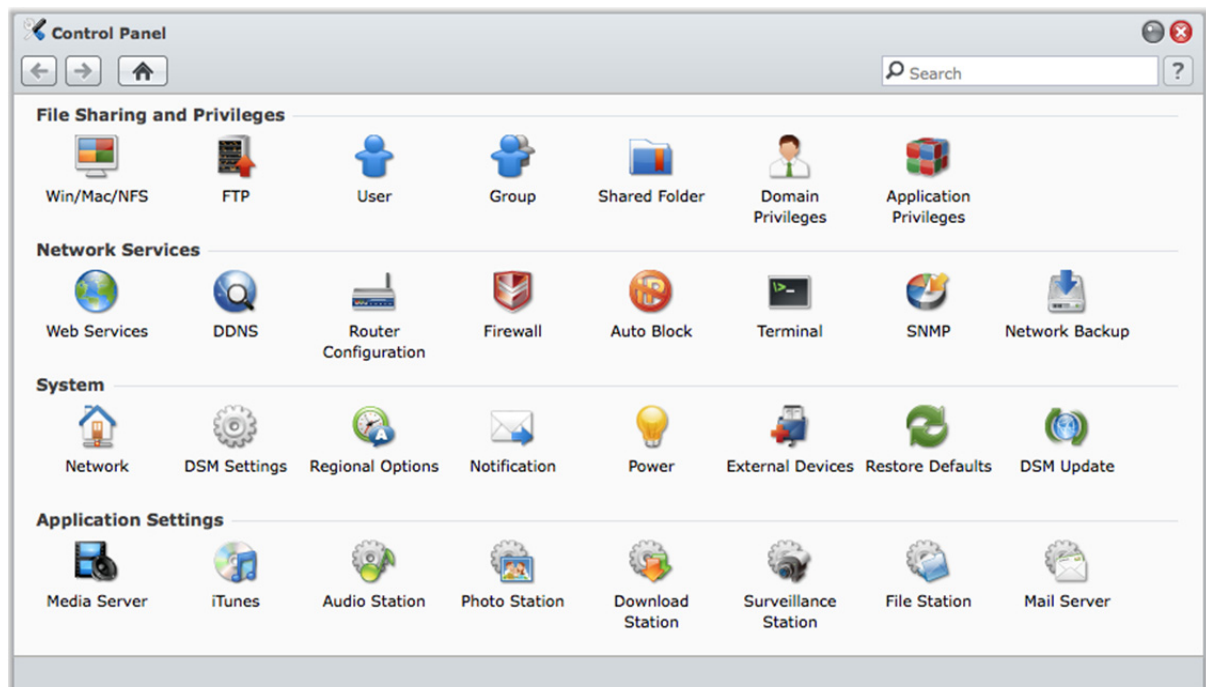 Control Panel
Search ?
File Sharing and Privileges
Win/Mac/NFS FTP User Group Shared Folder Domain Application
Privileges Privileges
Network Services
Web Services DDNS Router Firewall Auto Block Terminal SNMP Network Backup
Configuration
System
Network DSM Settings Regional Options Notification Power External Devices Restore Defaults DSM Update
Application Settings
Media Server iTunes Audio Station Photo Station Download Surveillance File Station Mail Server
Station Station